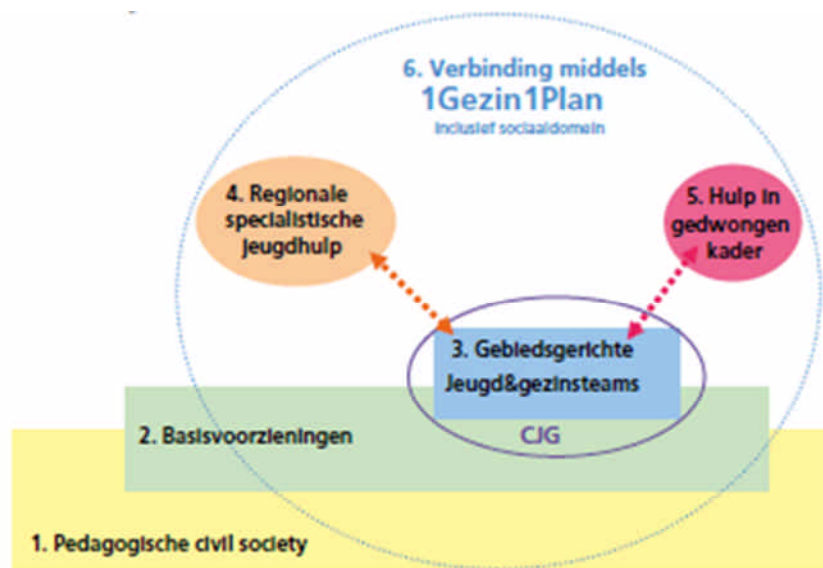 6. Verbinding middels
1Gezin1Plan
Inclusief sociaaldomein
4. Regionale
specialistische
Jeugdhulp
5. Hulp in
gedwongen
kader
3. Gebiedsgerichte
Jeugd&gezinsteams
2. Basisvoorzieningen
CJG
1. Pedagogische civil society